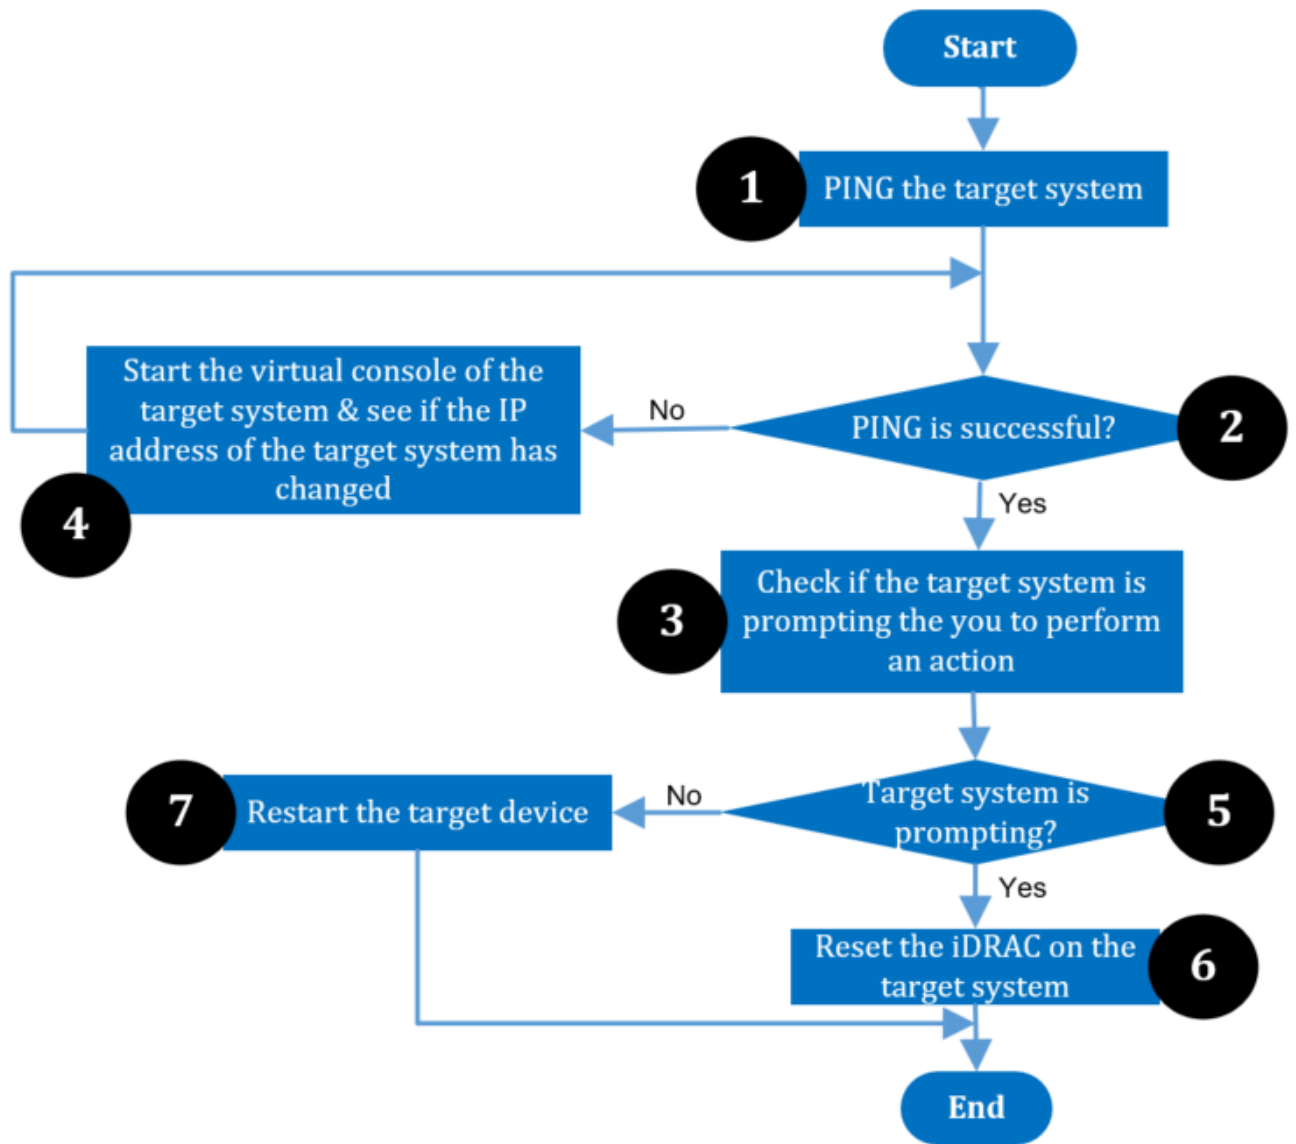 Start
1
PING the target system
Start the virtual console of the
target system & see if the IP
address of the target system has
changed
4
No
PING is successful?
2
Yes
3
Check if the target system is
prompting the you to perform
an action
7
Restart the target device
No
Target system is
prompting?
5
Yes
Reset the iDRAC on the
target system
6
End